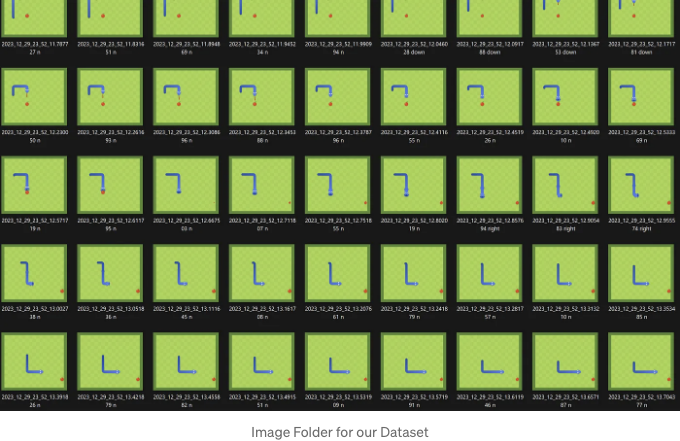 2023_12_29_23_52_11.7877 2023_12_29_23_52_11.8316 2023_12_29_23_52_11.8948 2023_12_29_23_52_11.9452 2023_12_29_23_52_11.9909 2023_12_29_23_52_12.0460 2023_12_29_23_52_12.0917 2023_12_29_23_52_12.1367 2023_12_29_23_52_12.1717
27 n 51 n 69 n 34 n 94 n 28 down 88 down 53 down 81 down
2023_12_29_23_52_12.2300 2023_12_29_23_52_12.2616 2023_12_29_23_52_12.3086 2023_12_29_23_52_12.3453 2023_12_29_23_52_12.3787 2023_12_29_23_52_12.4116 2023_12_29_23_52_12.4519 2023_12_29_23_52_12.4920 2023_12_29_23_52_12.5333
50 n 93 n 96 n 88 n 96 n 55 n 26 n 10 n 69 n
2023_12_29_23_52_12.5717 2023_12_29_23_52_12.6117 2023_12_29_23_52_12.6675 2023_12_29_23_52_12.7118 2023_12_29_23_52_12.7518 2023_12_29_23_52_12.8020 2023_12_29_23_52_12.8576 2023_12_29_23_52_12.9054 2023_12_29_23_52_12.9555
19 n 95 n 03 n 07 n 55 n 19 n 94 right 83 right 74 right
2023_12_29_23_52_13.0027 2023_12_29_23_52_13.0518 2023_12_29_23_52_13.1116 2023_12_29_23_52_13.1617 2023_12_29_23_52_13.2076 2023_12_29_23_52_13.2418 2023_12_29_23_52_13.2817 2023_12_29_23_52_13.3132 2023_12_29_23_52_13.3534
38 n 36 n 45 n 08 n 61 n 79 n 57 n 10 n 85 n
2023_12_29_23_52_13.3918 2023_12_29_23_52_13.4218 2023_12_29_23_52_13.4558 2023_12_29_23_52_13.4915 2023_12_29_23_52_13.5319 2023_12_29_23_52_13.5719 2023_12_29_23_52_13.6119 2023_12_29_23_52_13.6571 2023_12_29_23_52_13.7043
26 n 79 n 82 n 51 n 09 n 91 n 46 n 87 n 77 n
Image Folder for our Dataset